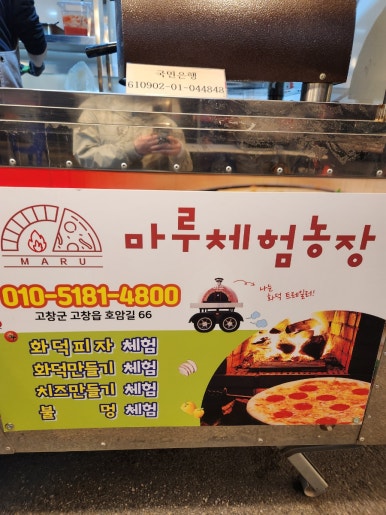 국민은행
610902-01-044848
마루체험농장
MARU
010-5181-4800
고창군 고창읍 호암길 66
나는
화덕 트레일러!
화덕피자 체험
화덕만들기 체험
치즈만들기 체험
불 멍 체험